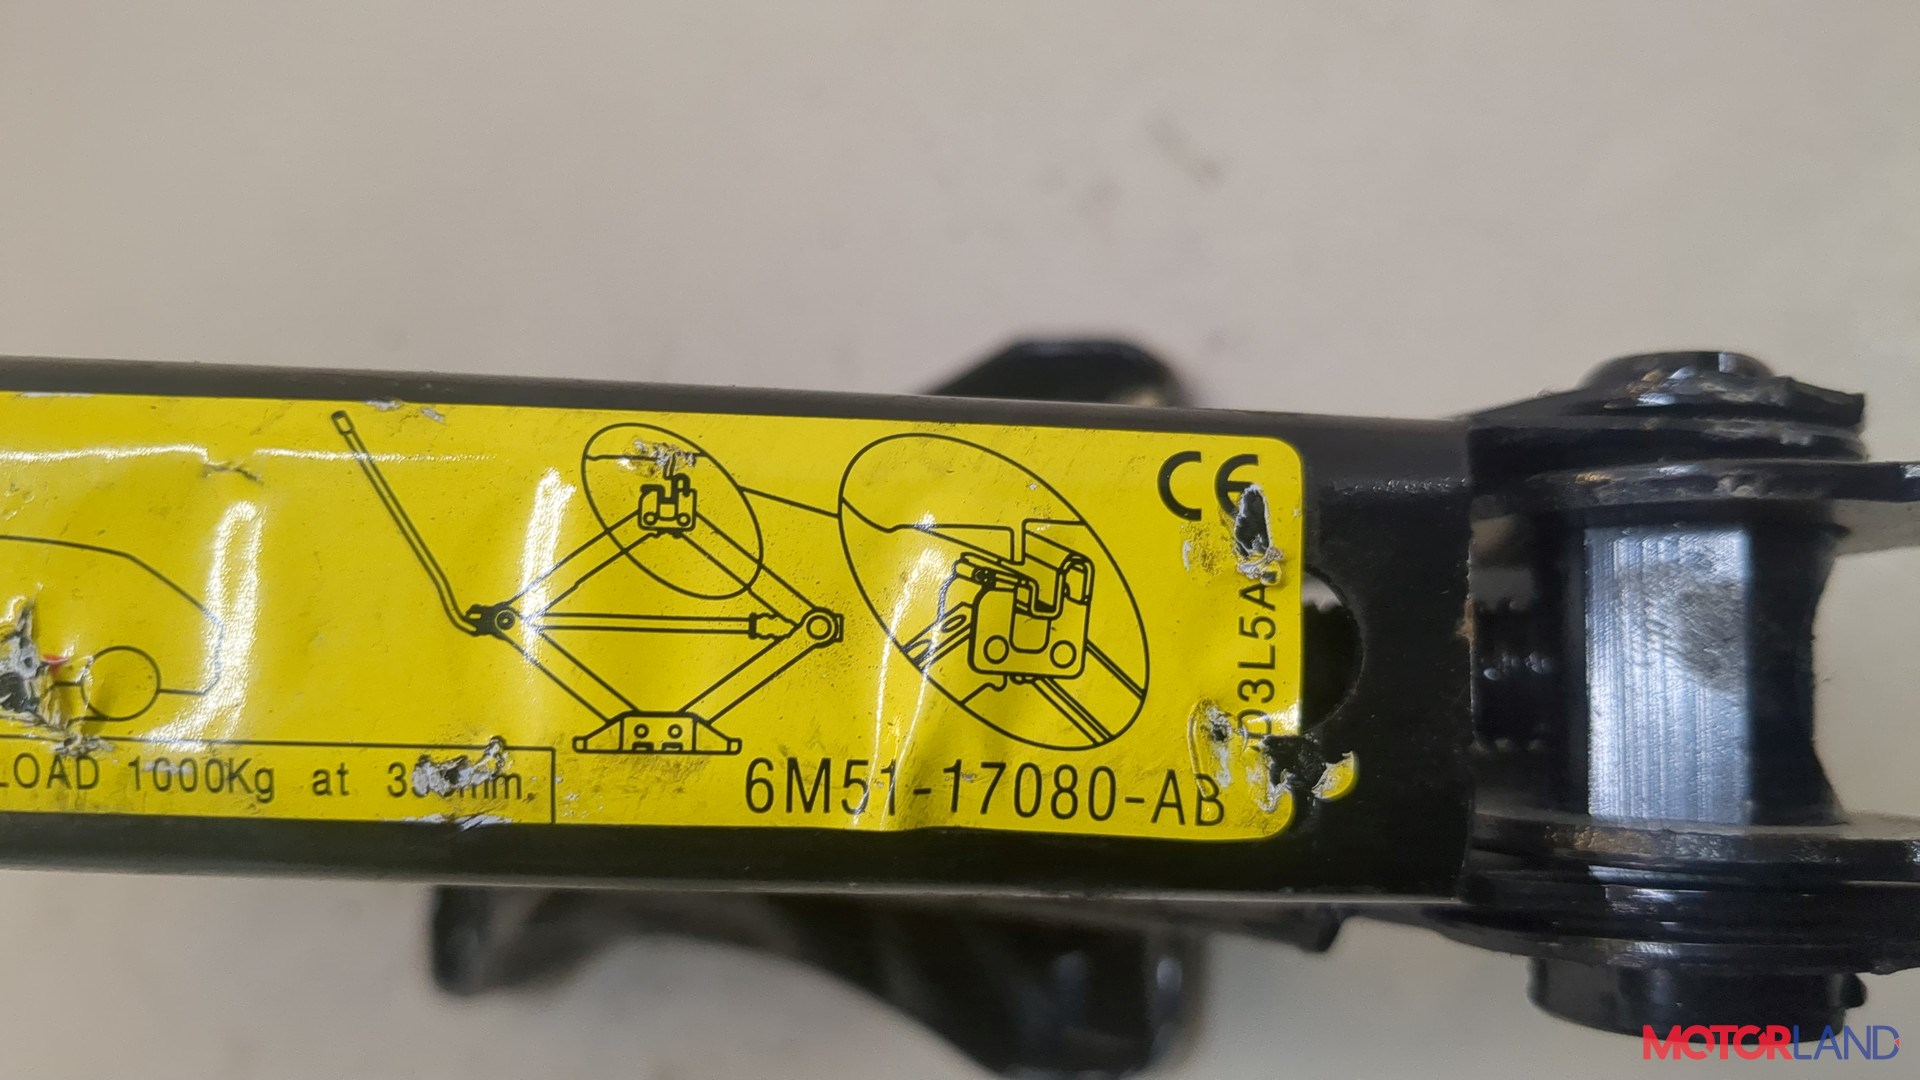 CE
LOAD 1000Kg at
6M51-17080-AB
MOTORLAND